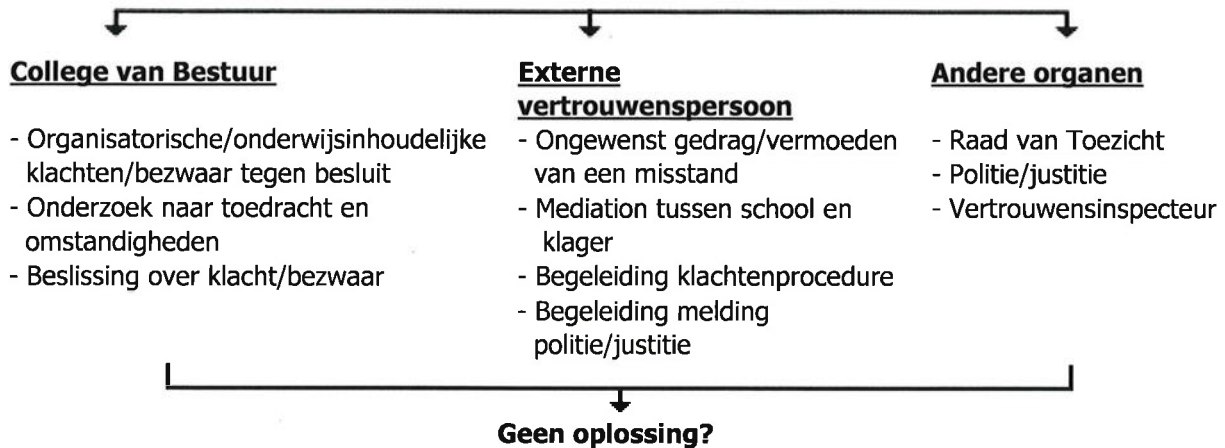 College van Bestuur
- Organisatorische/onderwijsinhoudelijke
klachten/bezwaar tegen besluit
- Onderzoek naar toedracht en
omstandigheden
- Beslissing over klacht/bezwaar
Externe
vertrouwenspersoon
- Ongewenst gedrag/vermoeden
van een misstand
- Mediation tussen school en
klager
- Begeleiding klachtenprocedure
- Begeleiding melding
politie/justitie
Andere organen
- Raad van Toezicht
- Politie/justitie
- Vertrouwensinspecteur
Geen oplossing?